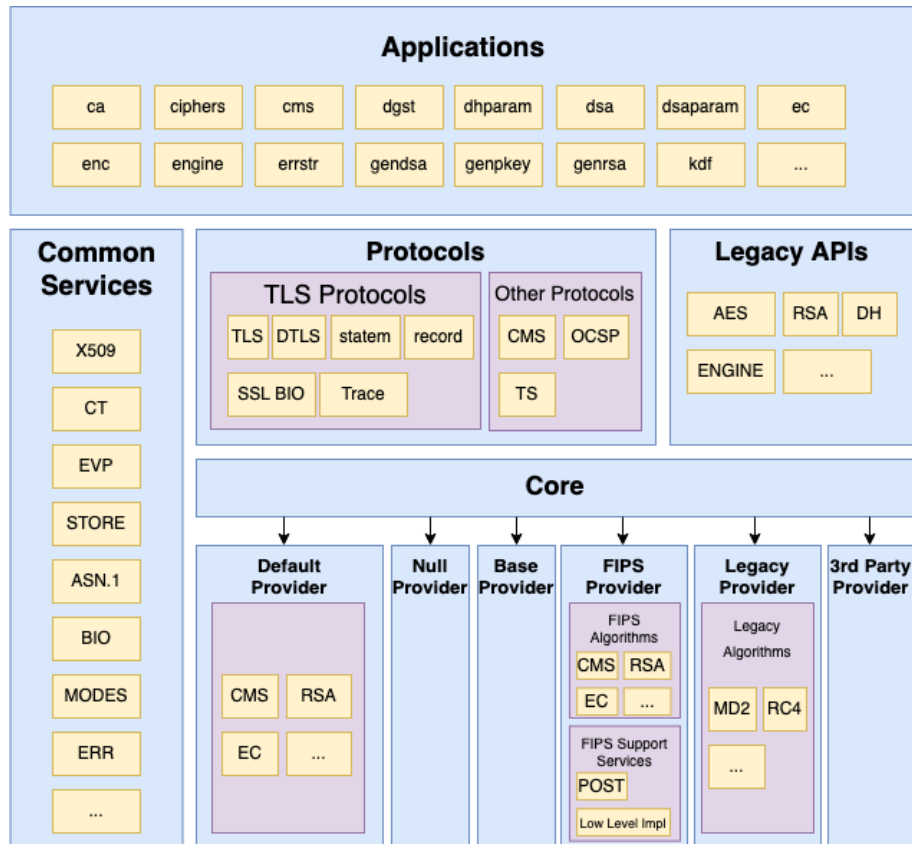 Applications
ca ciphers cms dgst dhparam dsa dsaparam ec
enc engine errstr gendsa genpkey genrsa kdf ...
Common
Services
X509
CT
EVP
STORE
ASN.1
BIO
MODES
ERR
...
Protocols
TLS Protocols
TLS DTLS statem record
SSL BIO Trace
Other Protocols
CMS OCSP
TS
Legacy APIs
AES RSA DH
ENGINE ...
Core
Default
Provider
CMS RSA
EC ...
Null
Provider
Base
Provider
FIPS
Provider
FIPS
Algorithms
CMS RSA
EC ...
FIPS Support
Services
POST
Low Level Impl
Legacy
Provider
Legacy
Algorithms
MD2 RC4
...
3rd Party
Provider